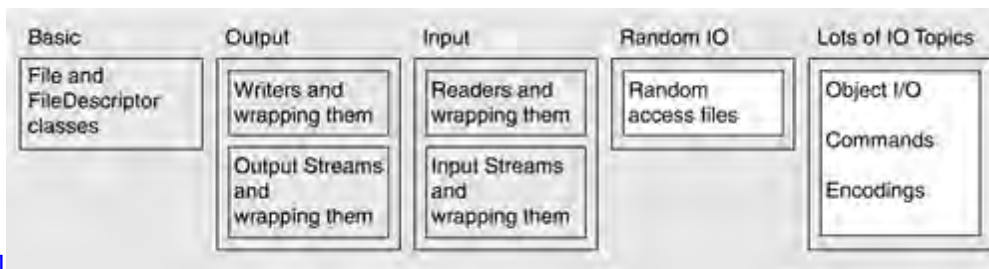 Basic
File and
FileDescriptor
classes
Output
Writers and
wrapping them
Output Streams
and
wrapping them
Input
Readers and
wrapping them
Input Streams
and
wrapping them
Random IO
Random
access files
Lots of IO Topics
Object I/O
Commands
Encodings